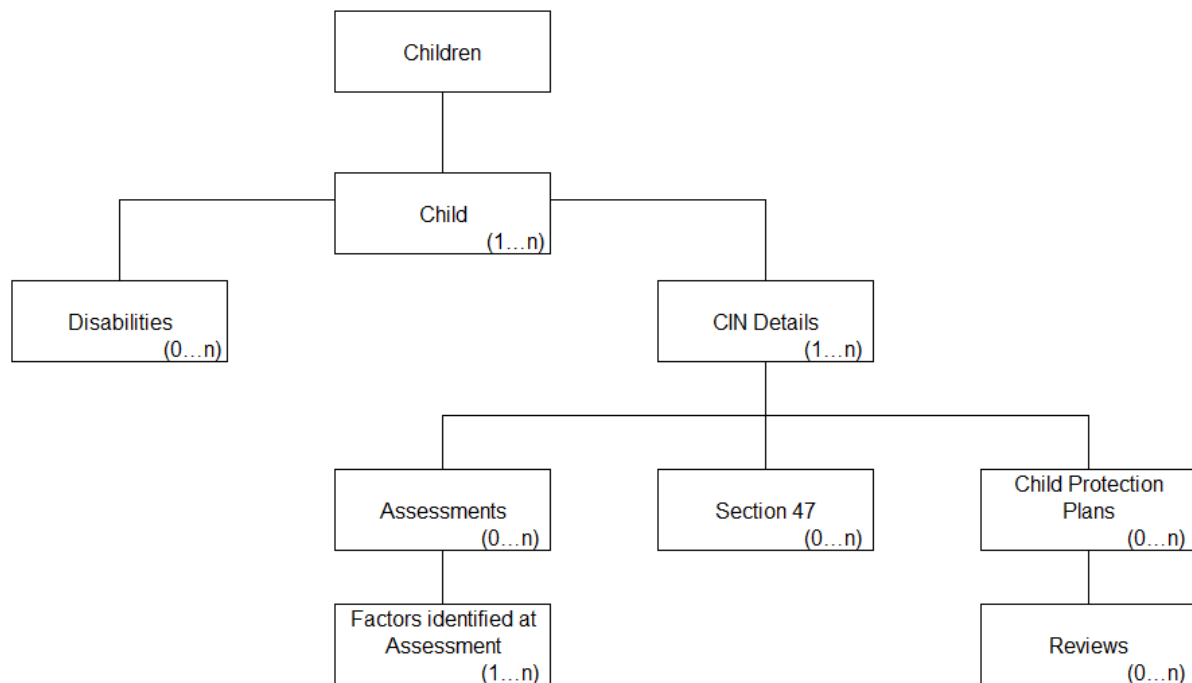 Children
Child
(1...n)
Disabilities
(0...n)
CIN Details
(1...n)
Assessments
(0...n)
Section 47
(0...n)
Child Protection
Plans
(0...n)
Factors identified at
Assessment
(1...n)
Reviews
(0...n)